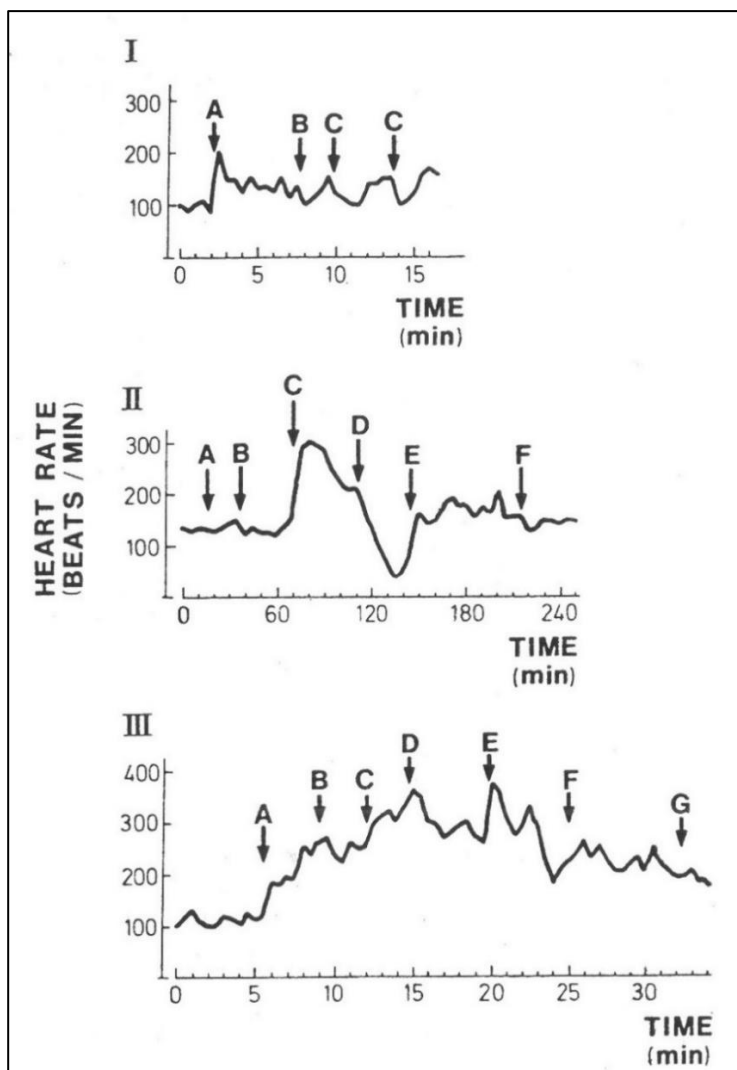 I
300
200
100
A
B C
C
0 5 10 15
TIME
(min)
HEART RATE
(BEATS / MIN)
II
300
200
100
A B
C
D
E
F
0 60 120 180 240
TIME
(min)
III
400
300
200
100
A
B
C
D
E
F
G
0 5 10 15 20 25 30
TIME
(min)